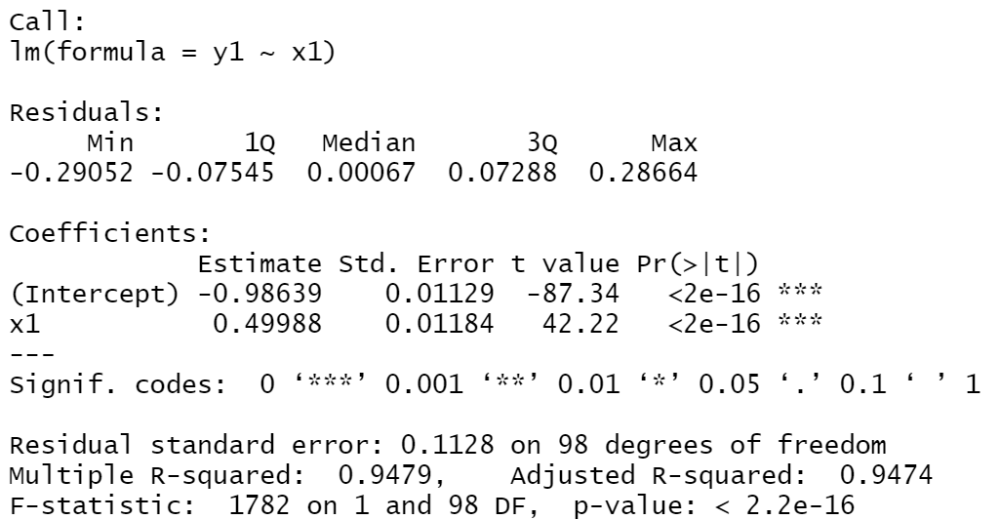 Call:
lm(formula = y1 ~ x1)
Residuals:
     Min       1Q   Median       3Q      Max
-0.29052 -0.07545  0.00067  0.07288  0.28664
Coefficients:
            Estimate Std. Error t value Pr(>|t|)
(Intercept) -0.98639    0.01129  -87.34   <2e-16 ***
x1           0.49988    0.01184   42.22   <2e-16 ***
---
Signif. codes:  0 ‘***’ 0.001 ‘**’ 0.01 ‘*’ 0.05 ‘.’ 0.1 ‘ ’ 1
Residual standard error: 0.1128 on 98 degrees of freedom
Multiple R-squared:  0.9479,    Adjusted R-squared:  0.9474
F-statistic:  1782 on 1 and 98 DF,  p-value: < 2.2e-16